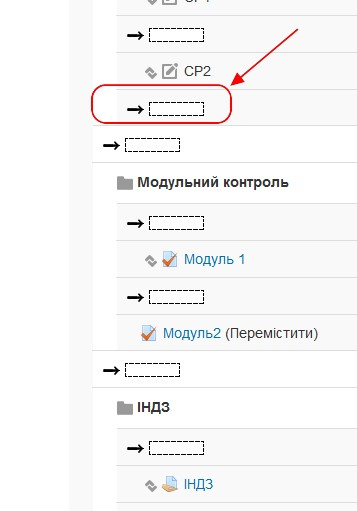 СР2
Модульний контроль
Модуль 1
Модуль2 (Перемістити)
ІНДЗ
ІНДЗ